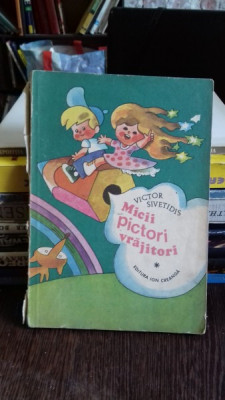 VICTOR
SIVETIDIS
Micii
pictori
vrăjitori
EDITURA ION CREANGĂ